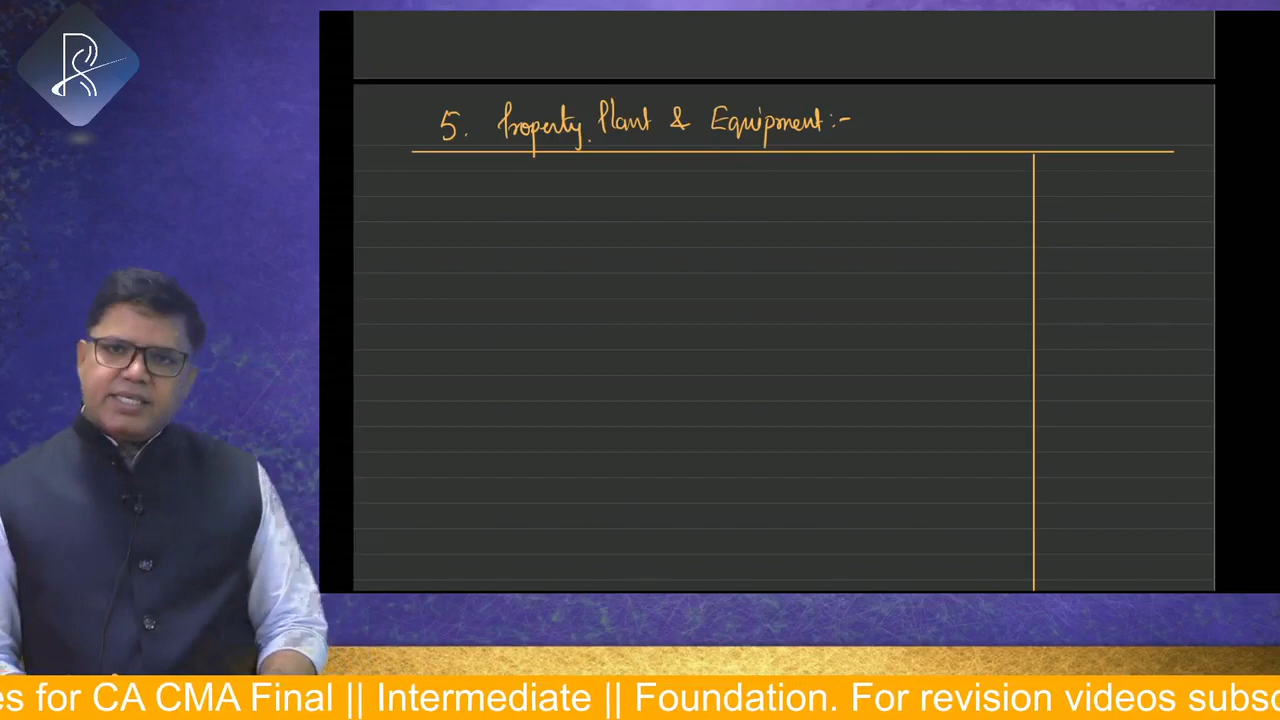 5. Property, Plant & Equipment :-
es for CA CMA Final || Intermediate || Foundation. For revision videos subsc